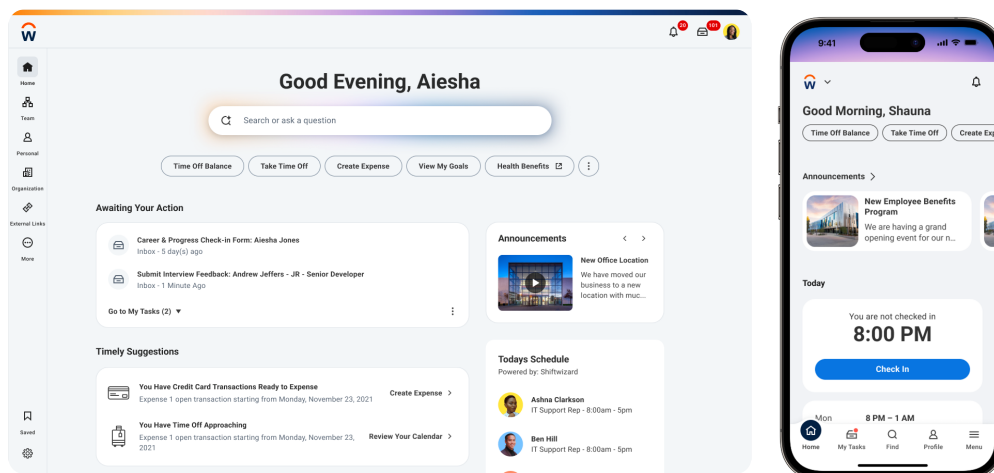 w
20
101
Home
Team
Personal
Organization
External Links
More
Saved
Good Evening, Aiesha
Search or ask a question
Time Off Balance
Take Time Off
Create Expense
View My Goals
Health Benefits
Awaiting Your Action
Career & Progress Check-in Form: Aiesha Jones
Inbox - 5 day(s) ago
Submit Interview Feedback: Andrew Jeffers - JR - Senior Developer
Inbox - 1 Minute Ago
Go to My Tasks (2)
Announcements
New Office Location
We have moved our
business to a new
location with muc...
Timely Suggestions
You Have Credit Card Transactions Ready to Expense
Expense 1 open transaction starting from Monday, November 23, 2021
Create Expense
You Have Time Off Approaching
Expense 1 open transaction starting from Monday, November 23,
2021
Review Your Calendar
Todays Schedule
Powered by: Shiftwizard
Ashna Clarkson
IT Support Rep - 8:00am - 5pm
Ben Hill
IT Support Rep - 8:00am - 5pm
9:41
w
Good Morning, Shauna
Time Off Balance
Take Time Off
Create Exp
Announcements
New Employee Benefits
Program
We are having a grand
opening event for our n...
Today
You are not checked in
8:00 PM
Check In
Mon
8 PM – 1 AM
Home
My Tasks
Find
Profile
Menu